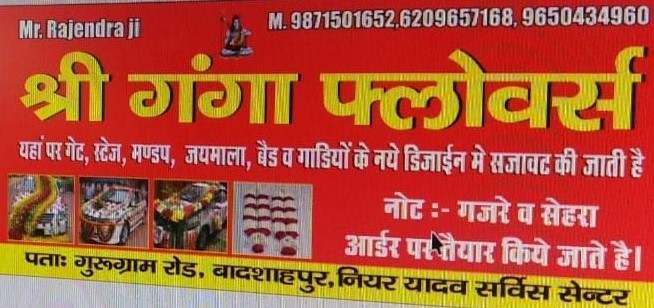 Mr. Rajendra ji
M. 9871501652,6209657168, 9650434960
श्री गंगा फ्लोवर्स
यहां पर गेट, स्टेज, मण्डप, जयमाला, बैड व गाडियों के नये डिजाईन मे सजावट की जाती है
नोट :- गजरे व सेहरा
आर्डर पर तैयार किये जाते है।
पताः गुरूग्राम रोड, बादशाहपुर,नियर यादव सर्विस सेन्टर